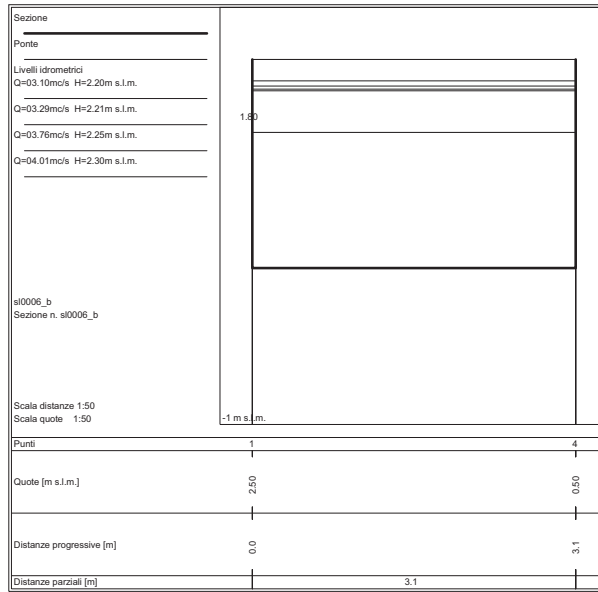 Sezione
Ponte
Livelli idrometrici
Q=03.10mc/s H=2.20m s.l.m.
Q=03.29mc/s H=2.21m s.l.m.
Q=03.76mc/s H=2.25m s.l.m.
Q=04.01mc/s H=2.30m s.l.m.
1.80
sl0006_b
Sezione n. sl0006_b
Scala distanze 1:50
Scala quote 1:50
-1 m s.l.m.
Punti 1 4
Quote [m s.l.m.] 2.50 0.50
Distanze progressive [m] 0.0 3.1
Distanze parziali [m] 3.1